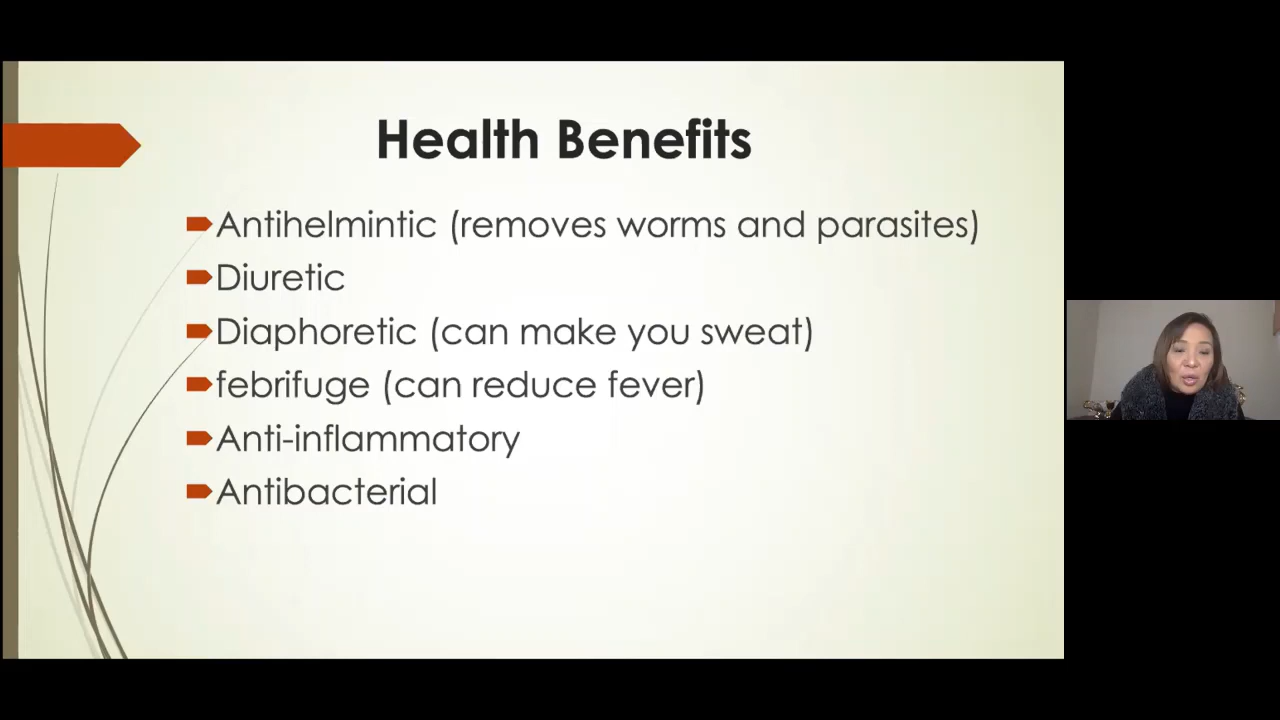 Health Benefits
Antihelmintic (removes worms and parasites)
Diuretic
Diaphoretic (can make you sweat)
febrifuge (can reduce fever)
Anti-inflammatory
Antibacterial